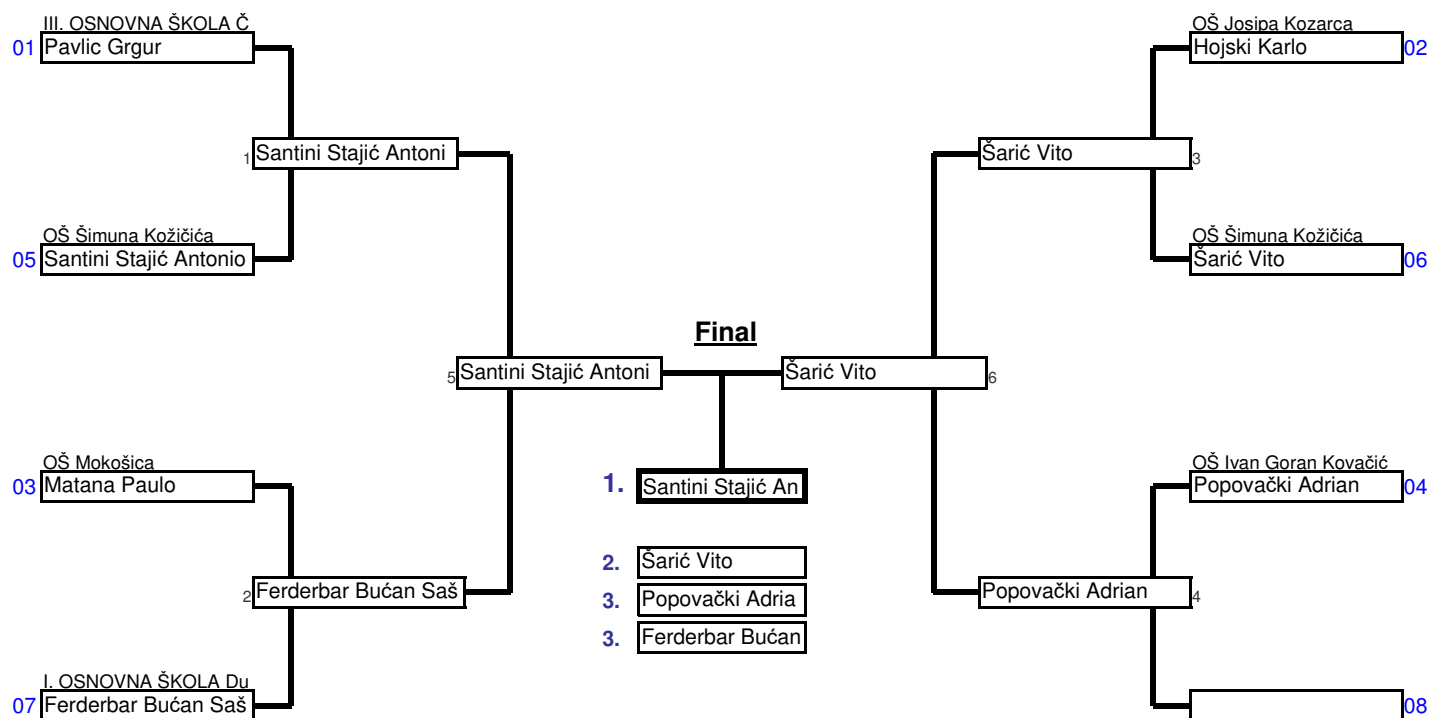 III. OSNOVNA ŠKOLA Č
01 Pavlic Grgur
OŠ Josipa Kozarca
Hojski Karlo 02
1 Santini Stajić Antoni
Šarić Vito 3
OŠ Šimuna Kožičića
05 Santini Stajić Antonio
OŠ Šimuna Kožičića
Šarić Vito 06
Final
5 Santini Stajić Antoni
Šarić Vito 6
OŠ Mokošica
03 Matana Paulo
1. Santini Stajić An
OŠ Ivan Goran Kovačić
Popovački Adrian 04
2. Šarić Vito
2 Ferderbar Bućan Saš
3. Popovački Adria
Popovački Adrian 4
3. Ferderbar Bućan
I. OSNOVNA ŠKOLA Du
07 Ferderbar Bućan Saš
08